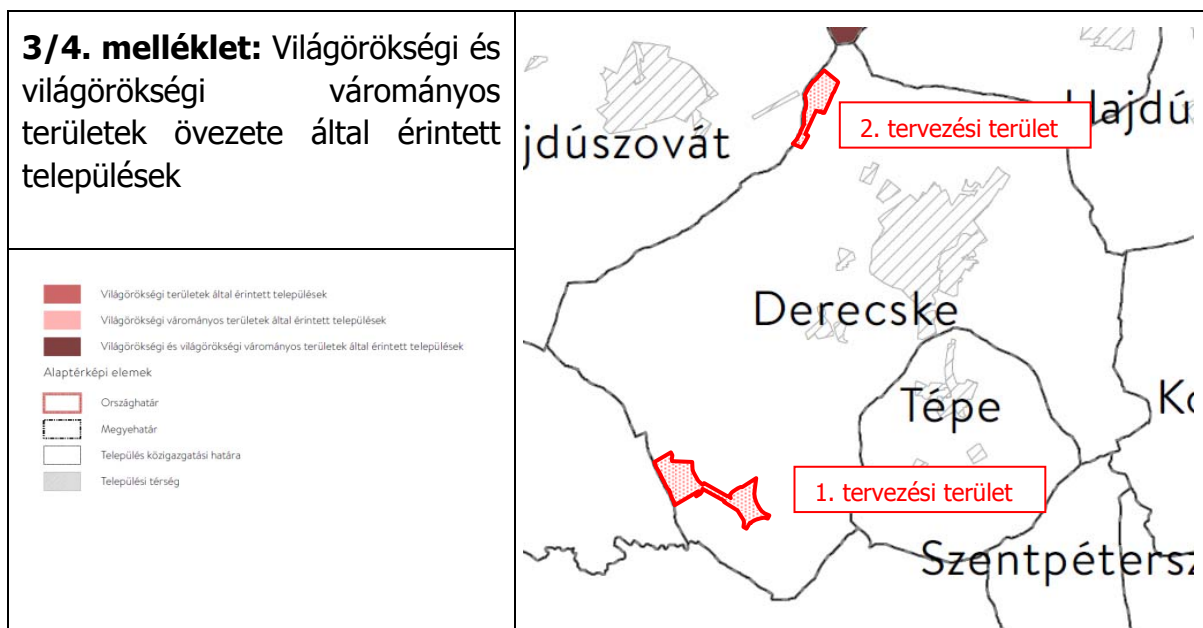 3/4. melléklet: Világörökségi és
világörökségi várományos
területek övezete által érintett
települések
Világörökségi területek által érintett települések
Világörökségi várományos területek által érintett települések
Világörökségi és világörökségi várományos területek által érintett települések
Alaptérképi elemek
Országhatár
Megyehatár
Település közigazgatási határa
Települési térség
jdúszovát
2. tervezési terület
Hajdú
Derecske
Tépe
Ko
1. tervezési terület
Szentpétersz